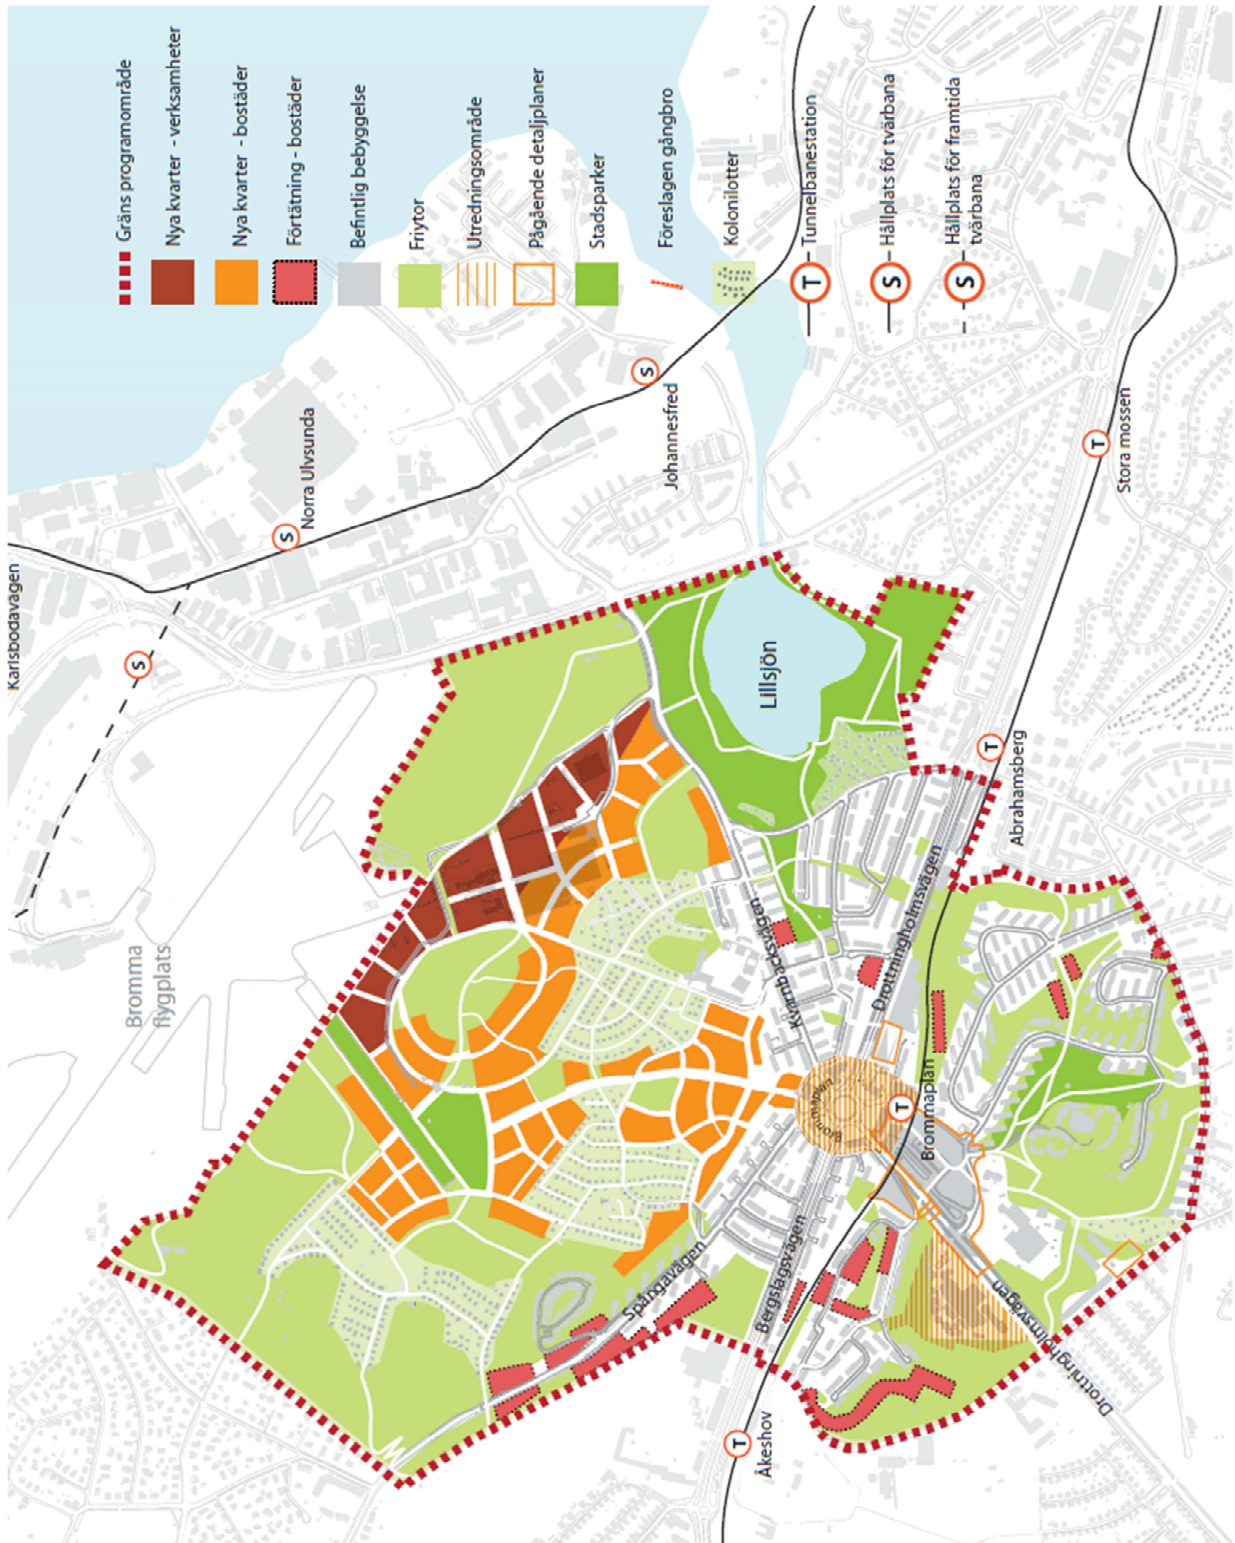 Gräns programområde
Nya kvarter - verksamheter
Nya kvarter - bostäder
Förtätning - bostäder
Befintlig bebyggelse
Friytor
Utredningsområde
Pågående detaljplaner
Stadsparker
Föreslagen gångbro
Kolonilotter
T
Tunnelbanestation
S
Hållplats för tvärbana
S
Hållplats för framtida
tvärbana
Karlsbodavägen
S
S
Norra Ulvsunda
S
Johannesfred
Bromma
flygplats
Lillsjön
T
Stora mossen
T
Abrahamsberg
Kvarnbacksvägen
Drottningholmsvägen
Brommaplan
T
Brommaplan
Spångavägen
Bergslagsvägen
Drottningholmsvägen
T
Åkeshov